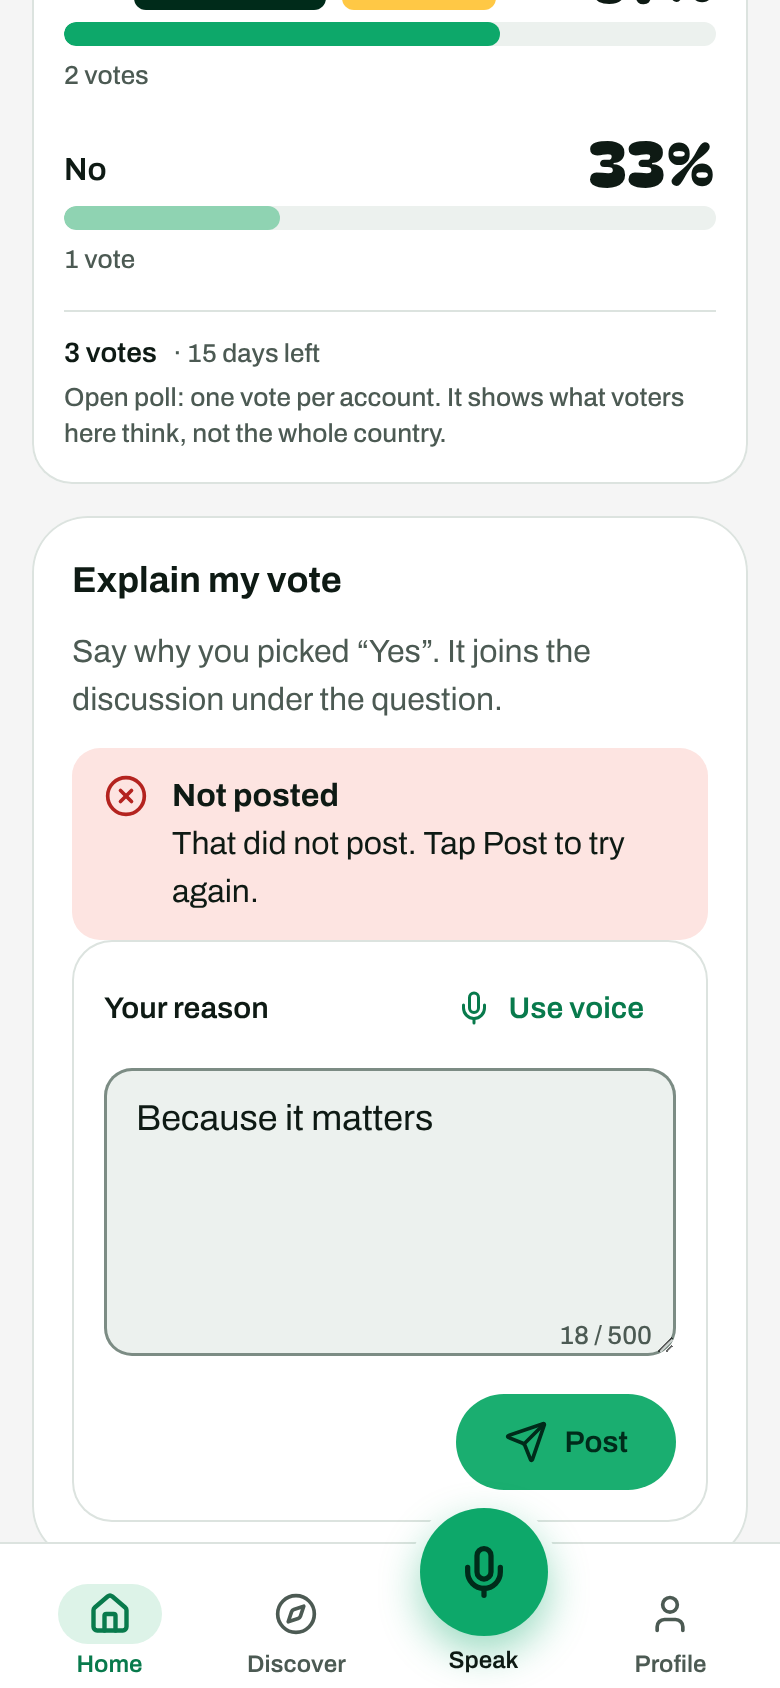 2 votes
No
33%
1 vote
3 votes · 15 days left
Open poll: one vote per account. It shows what voters
here think, not the whole country.
Explain my vote
Say why you picked “Yes”. It joins the
discussion under the question.
Not posted
That did not post. Tap Post to try
again.
Your reason
Use voice
Because it matters
18 / 500
Post
Home
Discover
Speak
Profile